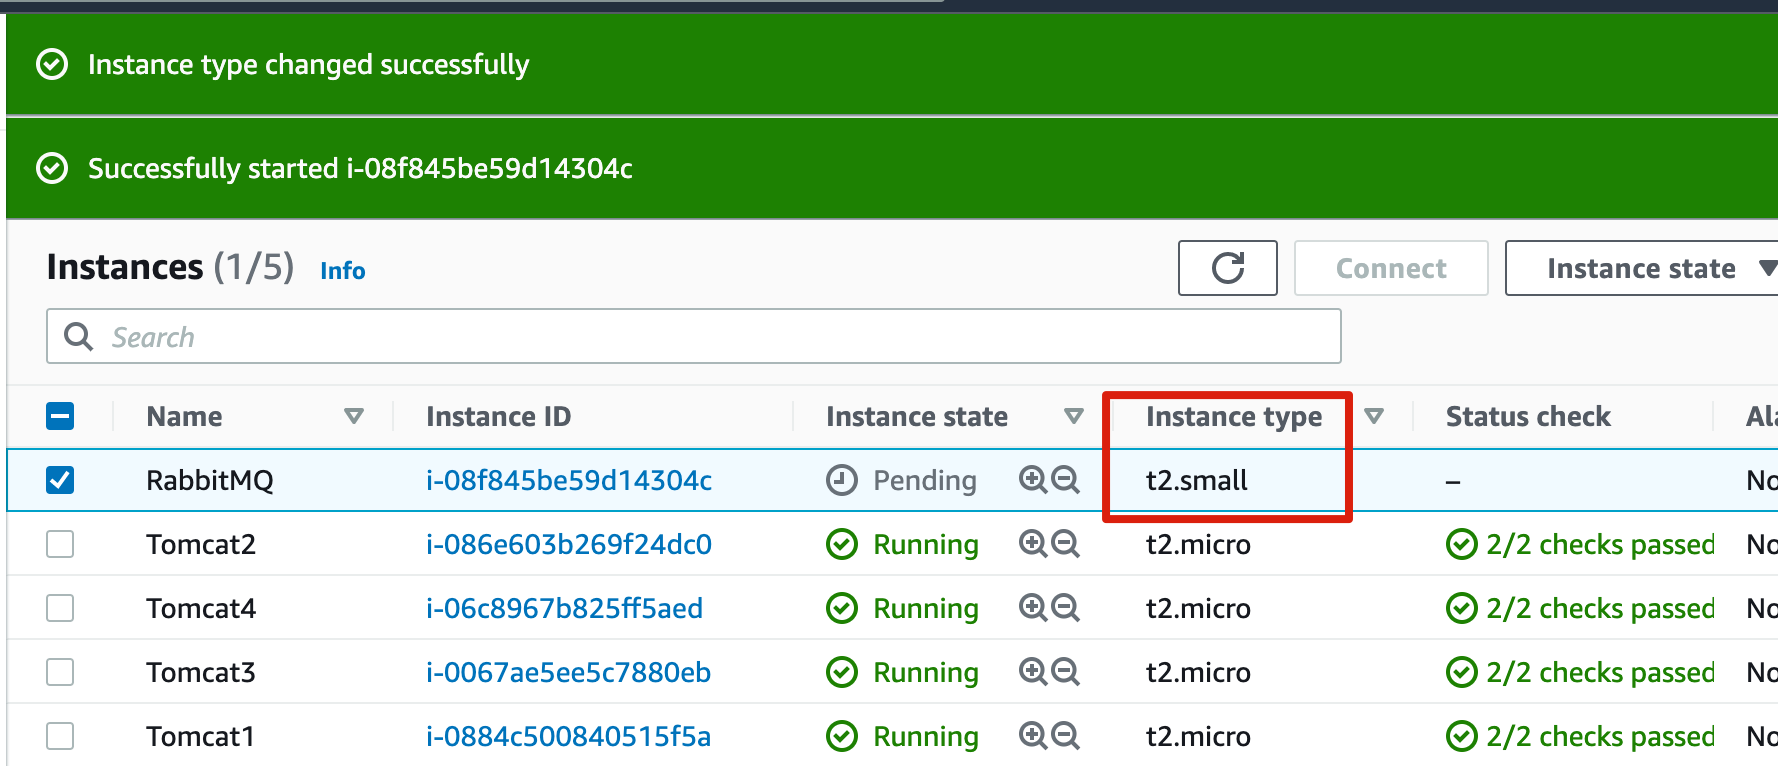 Instance type changed successfully
Successfully started i-08f845be59d14304c
Instances (1/5) Info
Connect
Instance state
Search
Name Instance ID Instance state Instance type Status check Ala
RabbitMQ i-08f845be59d14304c Pending t2.small – No
Tomcat2 i-086e603b269f24dc0 Running t2.micro 2/2 checks passed No
Tomcat4 i-06c8967b825ff5aed Running t2.micro 2/2 checks passed No
Tomcat3 i-0067ae5ee5c7880eb Running t2.micro 2/2 checks passed No
Tomcat1 i-0884c500840515f5a Running t2.micro 2/2 checks passed No